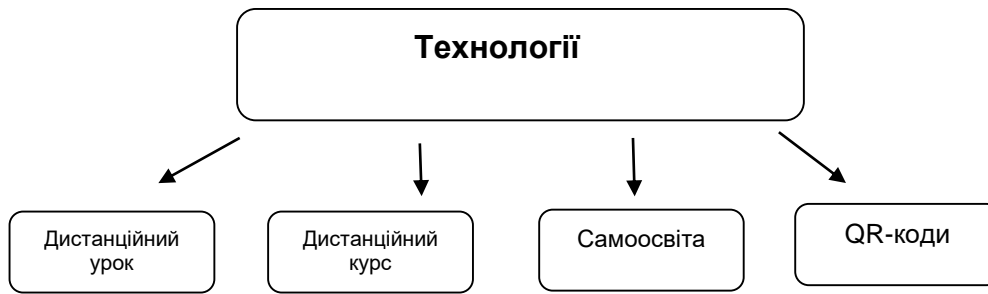 Технології
Дистанційний
урок
Дистанційний
курс
Самоосвіта
QR-коди